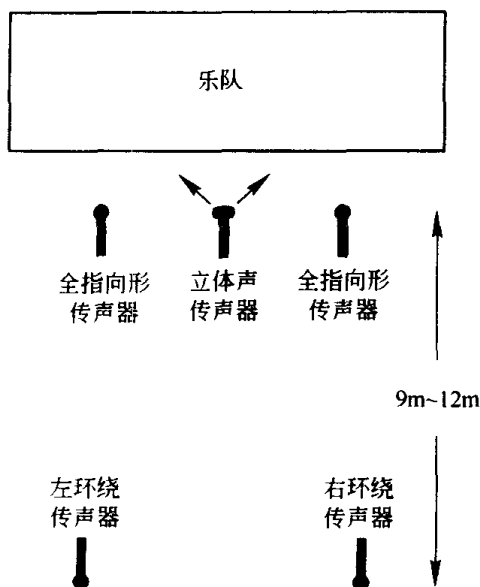 乐队
全指向形
传声器
立体声
传声器
全指向形
传声器
9m~12m
左环绕
传声器
右环绕
传声器